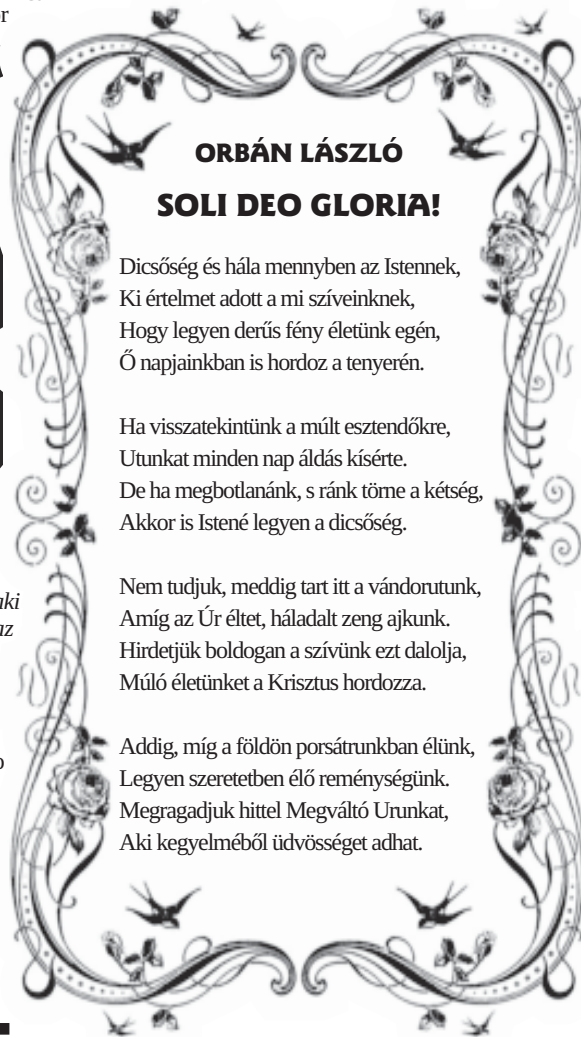 ORBÁN LÁSZLÓ
SOLI DEO GLORIA!
Dicsőség és hála mennyben az Istennek,
Ki értelmet adott a mi szíveinknek,
Hogy legyen derűs fény életünk egén,
Ő napjainkban is hordoz a tenyerén.
Ha visszatekintünk a múlt esztendőkre,
Utunkat minden nap áldás kísérte.
De ha megbotlanánk, s ránk törne a kétség,
Akkor is Istené legyen a dicsőség.
Nem tudjuk, meddig tart itt a vándorutunk,
Amíg az Úr éltet, háladalt zeng ajkunk.
Hirdetjük boldogan a szívünk ezt dalolja,
Múló életünket a Krisztus hordozza.
Addig, míg a földön porsátrunkban élünk,
Legyen szeretetben élő reménységünk.
Megragadjuk hittel Megváltó Urunkat,
Aki kegyelméből üdvösséget adhat.
aki
az